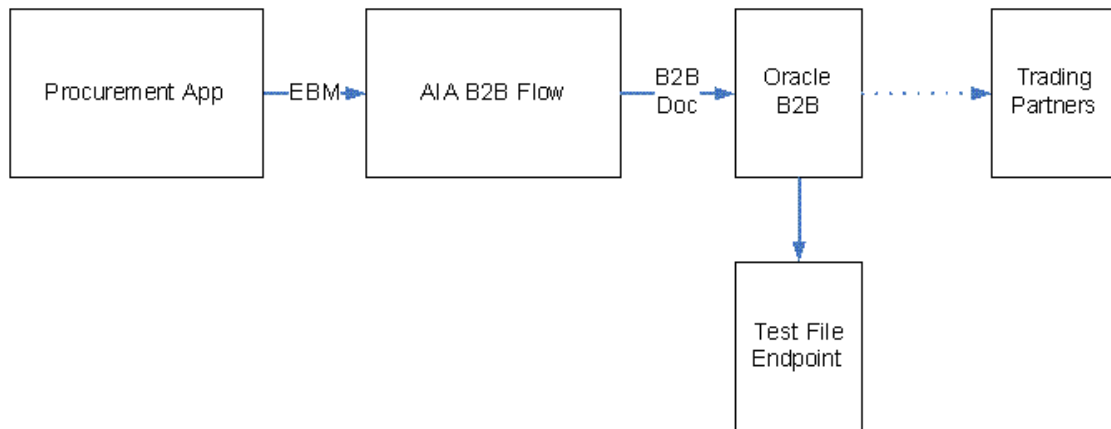 Procurement App
EBM
AIA B2B Flow
B2B
Doc
Oracle
B2B
Trading
Partners
Test File
Endpoint